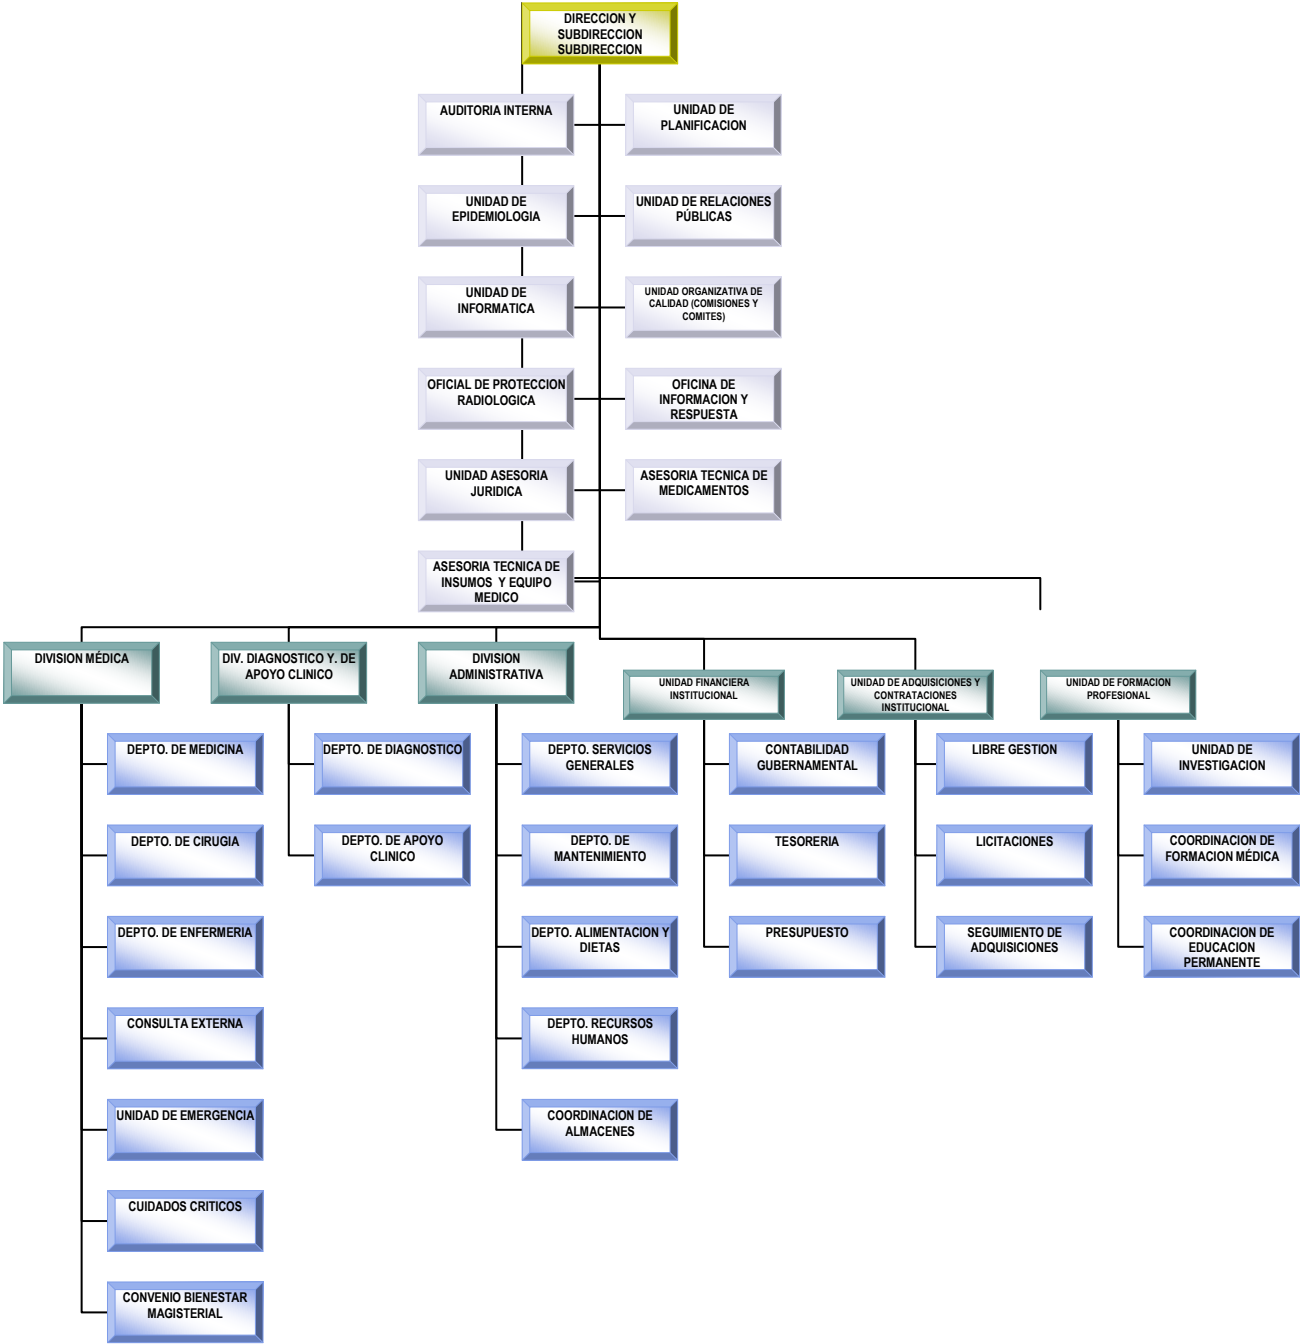 DIRECCION Y
SUBDIRECCION
SUBDIRECCION
AUDITORIA INTERNA
UNIDAD DE
PLANIFICACION
UNIDAD DE
EPIDEMIOLOGIA
UNIDAD DE RELACIONES
PÚBLICAS
UNIDAD DE
INFORMATICA
UNIDAD ORGANIZATIVA DE
CALIDAD (COMISIONES Y
COMITES)
OFICIAL DE PROTECCION
RADIOLOGICA
OFICINA DE
INFORMACION Y
RESPUESTA
UNIDAD ASESORIA
JURIDICA
ASESORIA TECNICA DE
MEDICAMENTOS
ASESORIA TECNICA DE
INSUMOS Y EQUIPO
MEDICO
DIVISION MÉDICA
DIV. DIAGNOSTICO Y. DE
APOYO CLINICO
DIVISION
ADMINISTRATIVA
UNIDAD FINANCIERA
INSTITUCIONAL
UNIDAD DE ADQUISICIONES Y
CONTRATACIONES
INSTITUCIONAL
UNIDAD DE FORMACION
PROFESIONAL
DEPTO. DE MEDICINA
DEPTO. DE DIAGNOSTICO
DEPTO. SERVICIOS
GENERALES
CONTABILIDAD
GUBERNAMENTAL
LIBRE GESTION
UNIDAD DE
INVESTIGACION
DEPTO. DE CIRUGIA
DEPTO. DE APOYO
CLINICO
DEPTO. DE
MANTENIMIENTO
TESORERIA
LICITACIONES
COORDINACION DE
FORMACION MÉDICA
DEPTO. DE ENFERMERIA
DEPTO. ALIMENTACION Y
DIETAS
PRESUPUESTO
SEGUIMIENTO DE
ADQUISICIONES
COORDINACION DE
EDUCACION
PERMANENTE
CONSULTA EXTERNA
DEPTO. RECURSOS
HUMANOS
UNIDAD DE EMERGENCIA
COORDINACION DE
ALMACENES
CUIDADOS CRITICOS
CONVENIO BIENESTAR
MAGISTERIAL